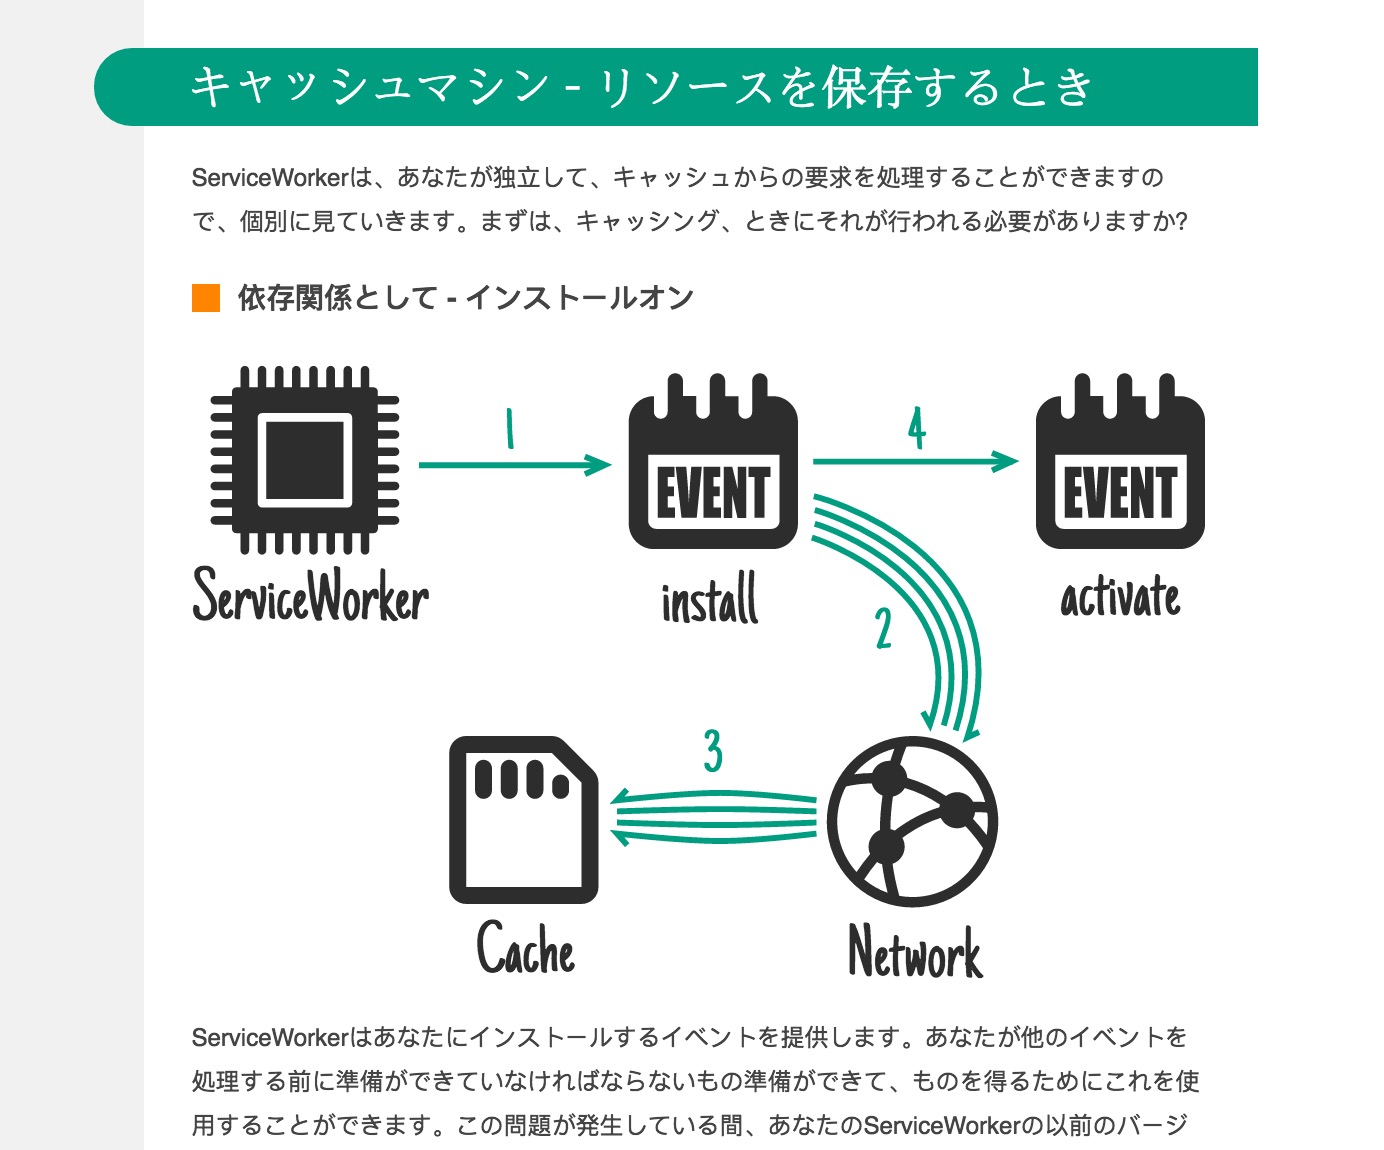 キャッシュマシン - リソースを保存するとき
ServiceWorkerは、あなたが独立して、キャッシュからの要求を処理することができますの
で、個別に見ていきます。まずは、キャッシング、ときにそれが行われる必要がありますか?
依存関係として - インストールオン
1
4
EVENT
EVENT
ServiceWorker
install
activate
2
3
Cache
Network
ServiceWorkerはあなたにインストールするイベントを提供します。あなたが他のイベントを
処理する前に準備ができていなければならないもの準備ができて、ものを得るためにこれを使
用することができます。この問題が発生している間、あなたのServiceWorkerの以前のバージ